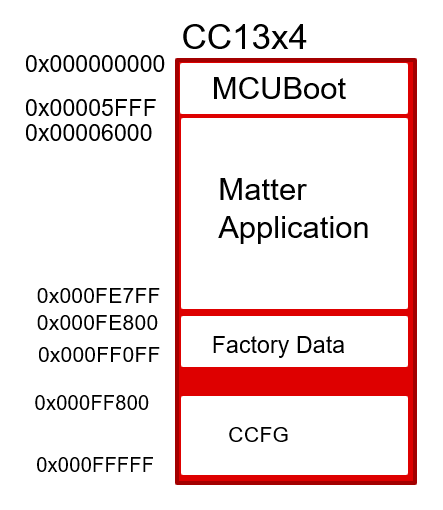 CC13x4
0x000000000
MCUBoot
0x00005FFF
0x00006000
Matter
Application
0x000FE7FF
0x000FE800
Factory Data
0x000FF0FF
0x000FF800
CCFG
0x000FFFFF